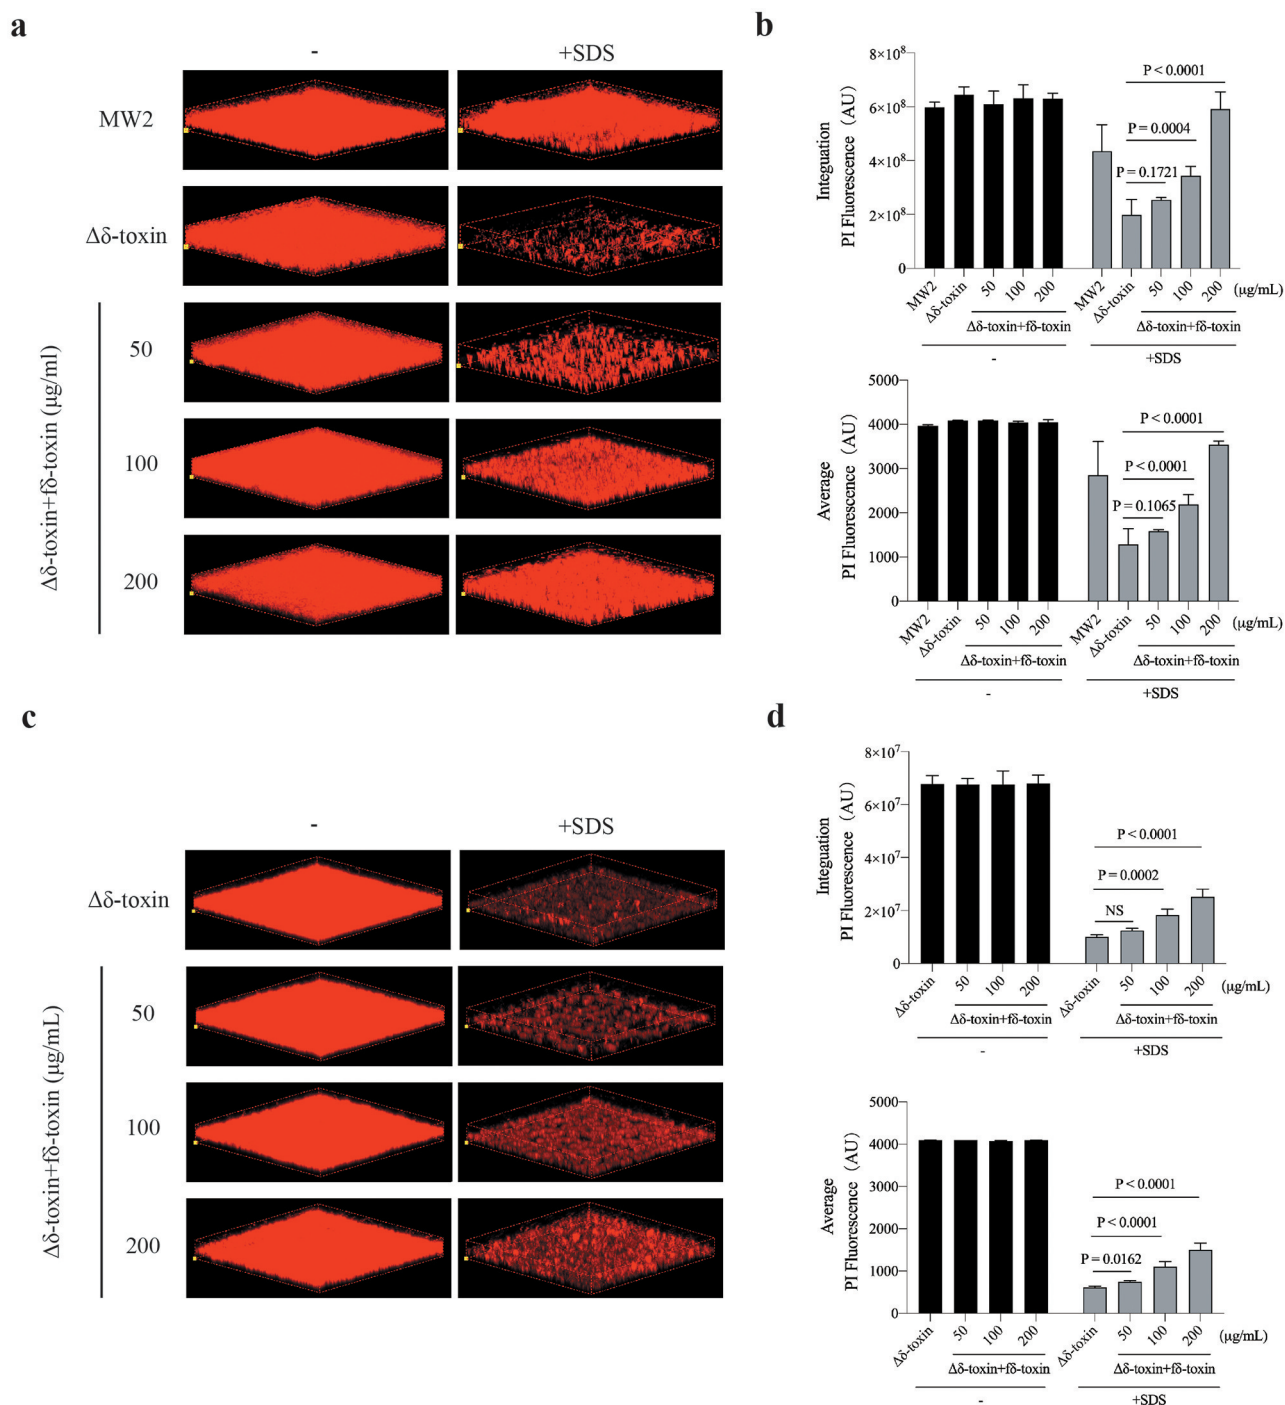 a
-
+SDS
MW2
Δδ-toxin
50
100
200
Δδ-toxin+fδ-toxin (μg/ml)
b
Integuation
PI Fluorescence (AU)
8×10⁸
6×10⁸
4×10⁸
2×10⁸
0
P < 0.0001
P = 0.0004
P = 0.1721
MW2
Δδ-toxin
50
100
200
MW2
Δδ-toxin
50
100
200
(μg/mL)
Δδ-toxin+fδ-toxin
Δδ-toxin+fδ-toxin
-
+SDS
Average
PI Fluorescence (AU)
5000
4000
3000
2000
1000
0
P < 0.0001
P < 0.0001
P = 0.1065
MW2
Δδ-toxin
50
100
200
MW2
Δδ-toxin
50
100
200
(μg/mL)
Δδ-toxin+fδ-toxin
Δδ-toxin+fδ-toxin
-
+SDS
c
-
+SDS
Δδ-toxin
50
100
200
Δδ-toxin+fδ-toxin (μg/mL)
d
Integuation
PI Fluorescence (AU)
8×10⁷
6×10⁷
4×10⁷
2×10⁷
0
P < 0.0001
P = 0.0002
NS
Δδ-toxin
50
100
200
Δδ-toxin
50
100
200
(μg/mL)
Δδ-toxin+fδ-toxin
Δδ-toxin+fδ-toxin
-
+SDS
Average
PI Fluorescence (AU)
5000
4000
3000
2000
1000
0
P < 0.0001
P < 0.0001
P = 0.0162
Δδ-toxin
50
100
200
Δδ-toxin
50
100
200
(μg/mL)
Δδ-toxin+fδ-toxin
Δδ-toxin+fδ-toxin
-
+SDS